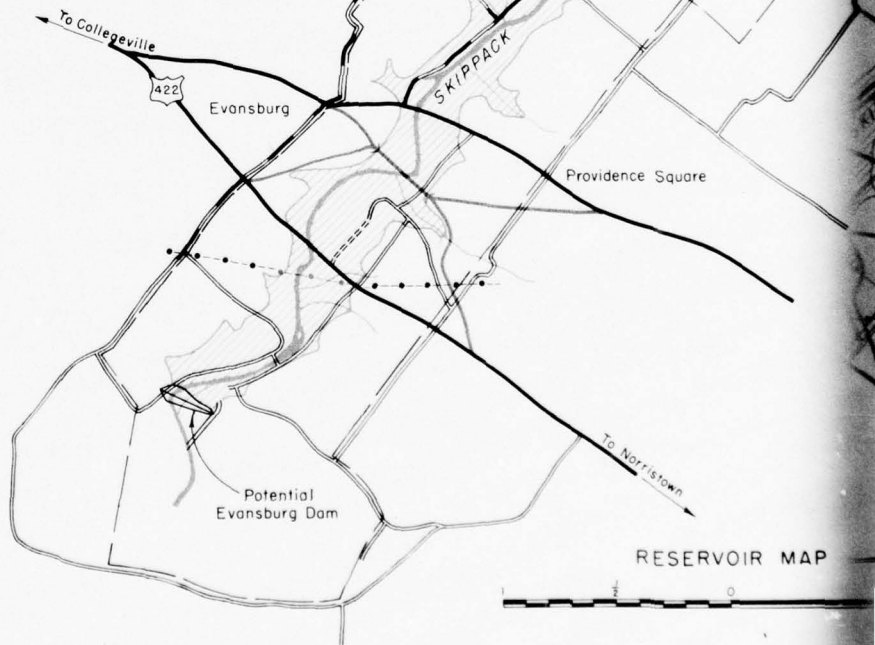 To Collegeville
422
Evansburg
SKIPPACK
Providence Square
To Norristown
Potential
Evansburg Dam
RESERVOIR MAP
1 1/2 0